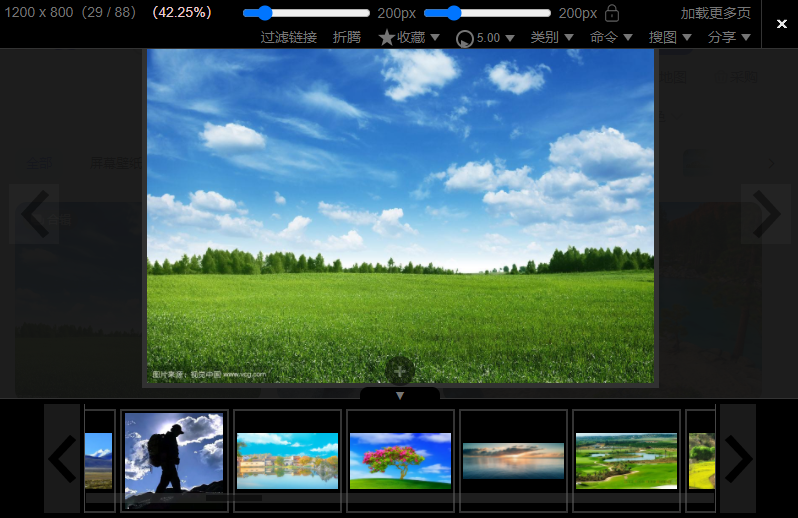 1200 x 800（29 / 88） （42.25%） 200px 200px 加载更多页 ×
过滤链接 折腾 ★收藏 ▼ 5.00 ▼ 类别 ▼ 命令 ▼ 搜图 ▼ 分享 ▼
图片来源：视觉中国 www.vcg.com